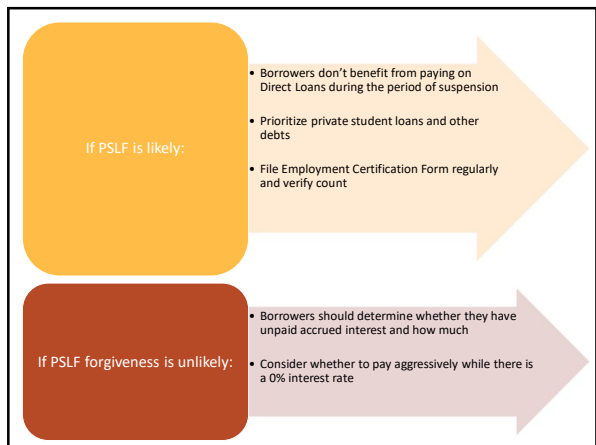 If PSLF is likely:
• Borrowers don’t benefit from paying on
Direct Loans during the period of suspension
• Prioritize private student loans and other
debts
• File Employment Certification Form regularly
and verify count
If PSLF forgiveness is unlikely:
• Borrowers should determine whether they have
unpaid accrued interest and how much
• Consider whether to pay aggressively while there is
a 0% interest rate